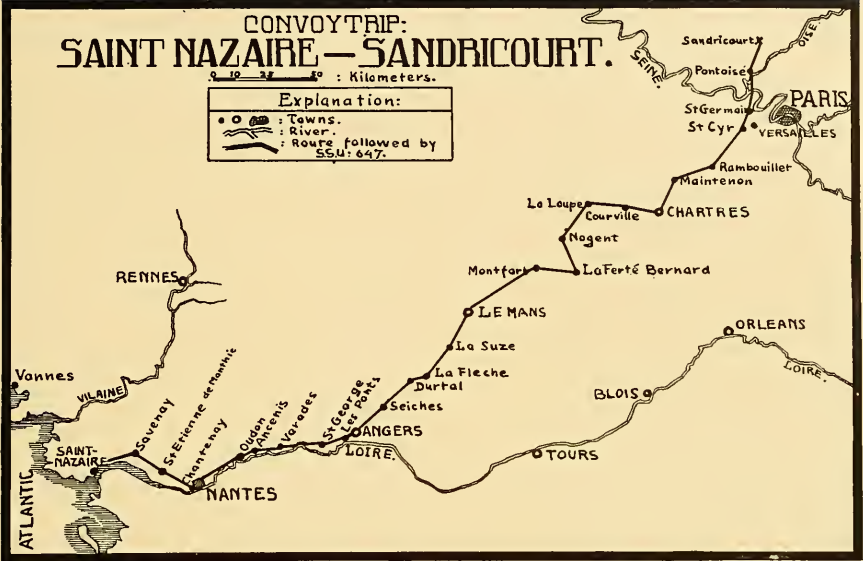 CONVOY TRIP:
SAINT NAZAIRE — SANDRICOURT.
0 10 25 50 : Kilometers.
Explanation:
: Towns.
: River.
: Route followed by
S.S.U: 647.
Sandricourt
OISE.
SEINE.
Pontoise
PARIS
St Germain
St Cyr
VERSAILLES
Rambouillet
Maintenon
La Loupe
Courville
CHARTRES
Nogent
Montfort
La Ferté Bernard
RENNES
LE MANS
ORLEANS
La Suze
LOIRE.
Vannes
La Fleche
Durtal
VILAINE
BLOIS
Seiches
Savenay
St Etienne de Monthic
Chantenay
Oudon
Ancenis
Varades
St George
Les Ponts
ANGERS
LOIRE.
TOURS
SAINT-
NAZAIRE
NANTES
ATLANTIC